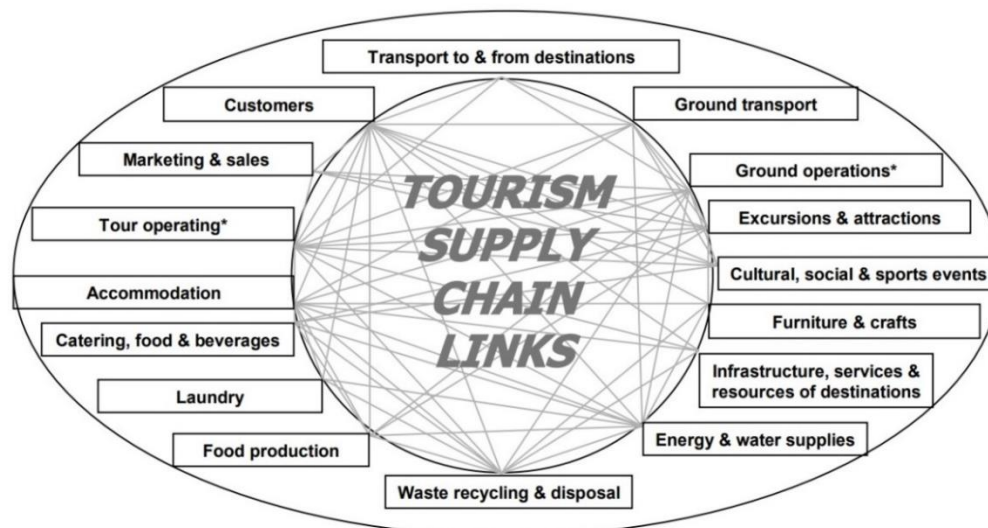 Transport to & from destinations
Customers
Ground transport
Marketing & sales
Ground operations*
Tour operating*
Excursions & attractions
TOURISM
SUPPLY
CHAIN
LINKS
Cultural, social & sports events
Accommodation
Furniture & crafts
Catering, food & beverages
Infrastructure, services &
resources of destinations
Laundry
Energy & water supplies
Food production
Waste recycling & disposal